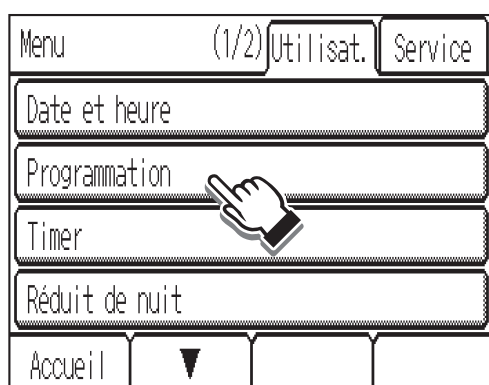 Menu (1/2) Utilisat. Service
Date et heure
Programmation
Timer
Réduit de nuit
Accueil ▼